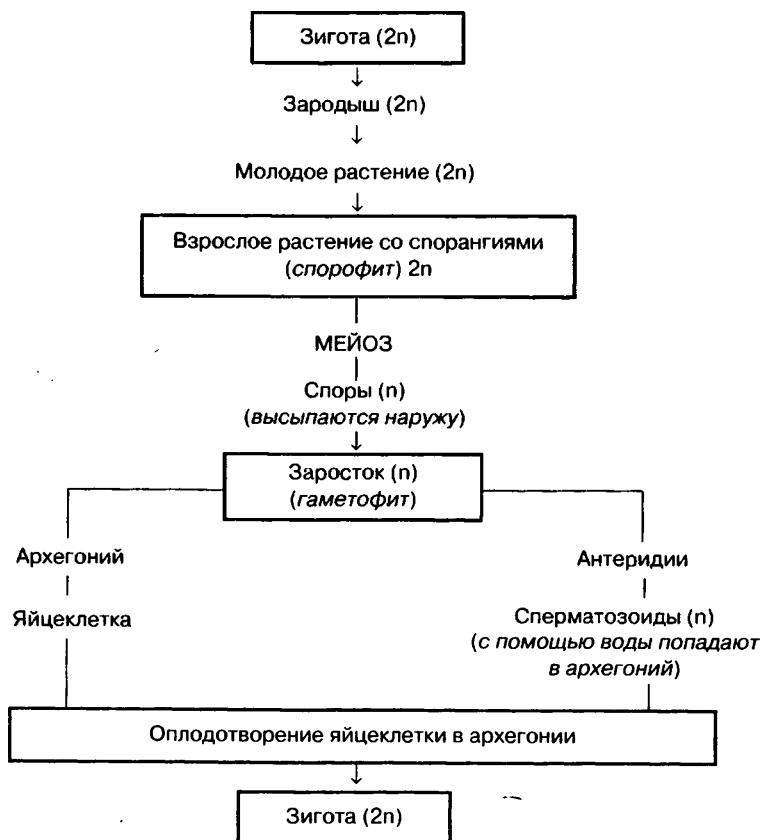 Зигота (2n)
Зародыш (2n)
Молодое растение (2n)
Взрослое растение со спорангиями
(спорофит) 2n
МЕЙОЗ
Споры (n)
(высыпаются наружу)
Заросток (n)
(гаметофит)
Архегоний
Яйцеклетка
Антеридии
Сперматозоиды (n)
(с помощью воды попадают
в архегоний)
Оплодотворение яйцеклетки в архегонии
Зигота (2n)